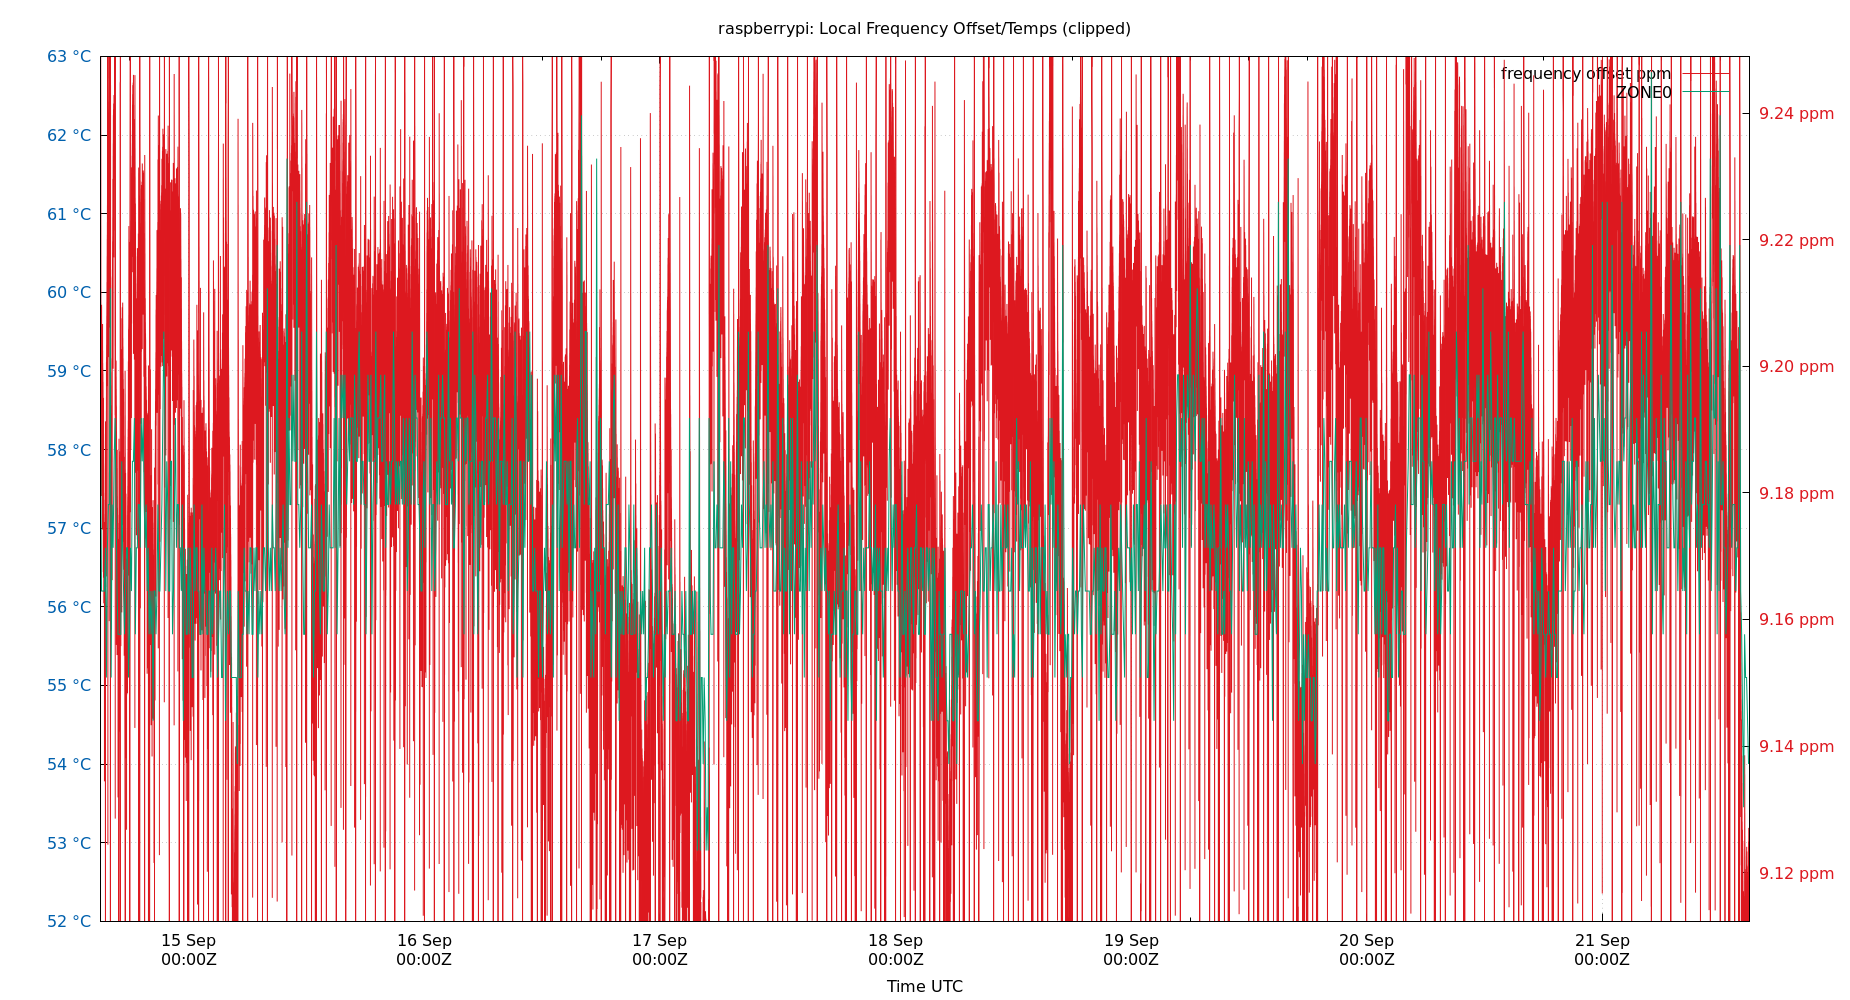 raspberrypi: Local Frequency Offset/Temps (clipped)
63 °C
62 °C
61 °C
60 °C
59 °C
58 °C
57 °C
56 °C
55 °C
54 °C
53 °C
52 °C
frequency offset ppm
ZONE0
9.24 ppm
9.22 ppm
9.20 ppm
9.18 ppm
9.16 ppm
9.14 ppm
9.12 ppm
15 Sep
00:00Z
16 Sep
00:00Z
17 Sep
00:00Z
18 Sep
00:00Z
19 Sep
00:00Z
20 Sep
00:00Z
21 Sep
00:00Z
Time UTC